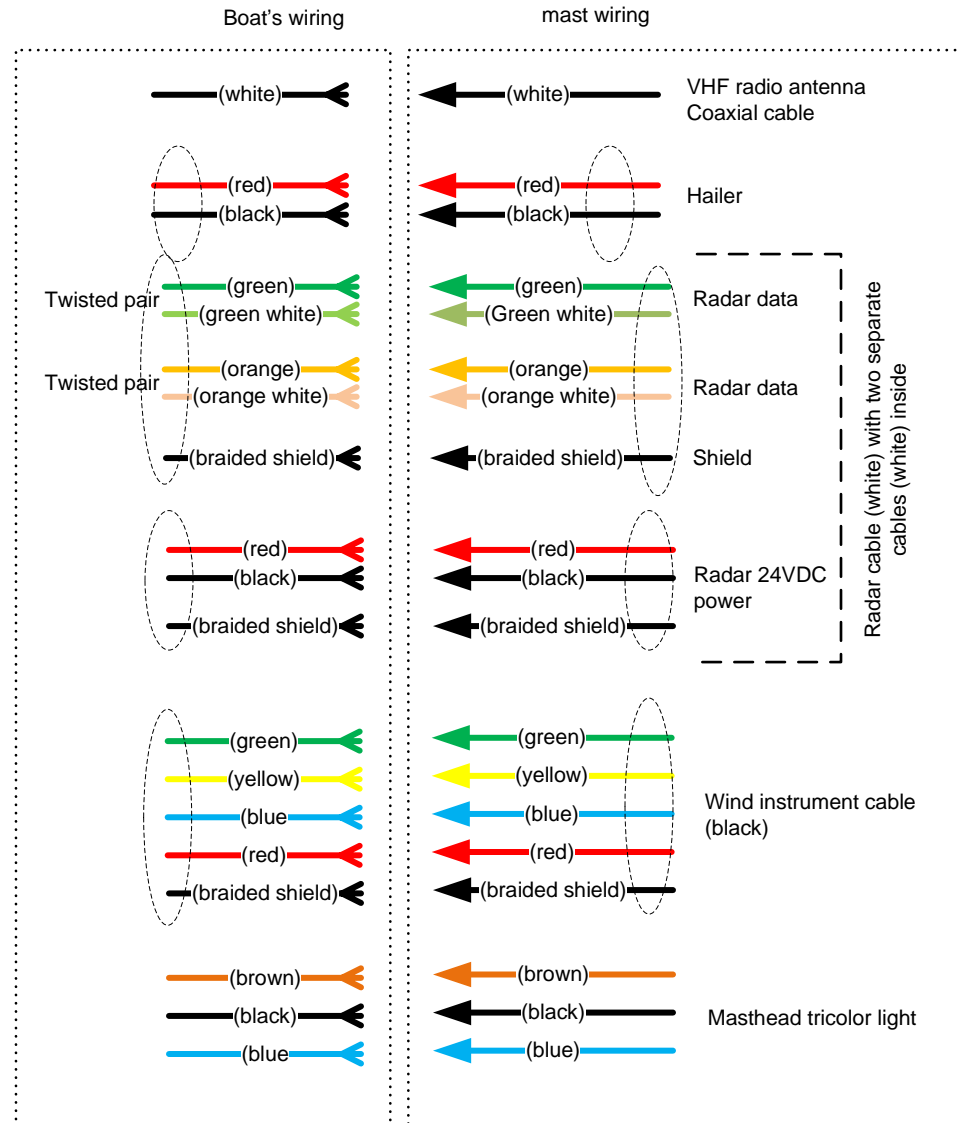 Boat's wiring
mast wiring
(white)
(white)
VHF radio antenna
Coaxial cable
(red)
(red)
(black)
(black)
Hailer
(green)
(green)
Radar data
Twisted pair
(green white)
(Green white)
(orange)
(orange)
Twisted pair
(orange white)
(orange white)
Radar data
(braided shield)
(braided shield)
Shield
Radar cable (white) with two separate
cables (white) inside
(red)
(red)
(black)
(black)
Radar 24VDC
power
(braided shield)
(braided shield)
(green)
(green)
(yellow)
(yellow)
(blue
(blue)
Wind instrument cable
(black)
(red)
(red)
(braided shield)
(braided shield)
(brown)
(brown)
(black)
(black)
Masthead tricolor light
(blue
(blue)